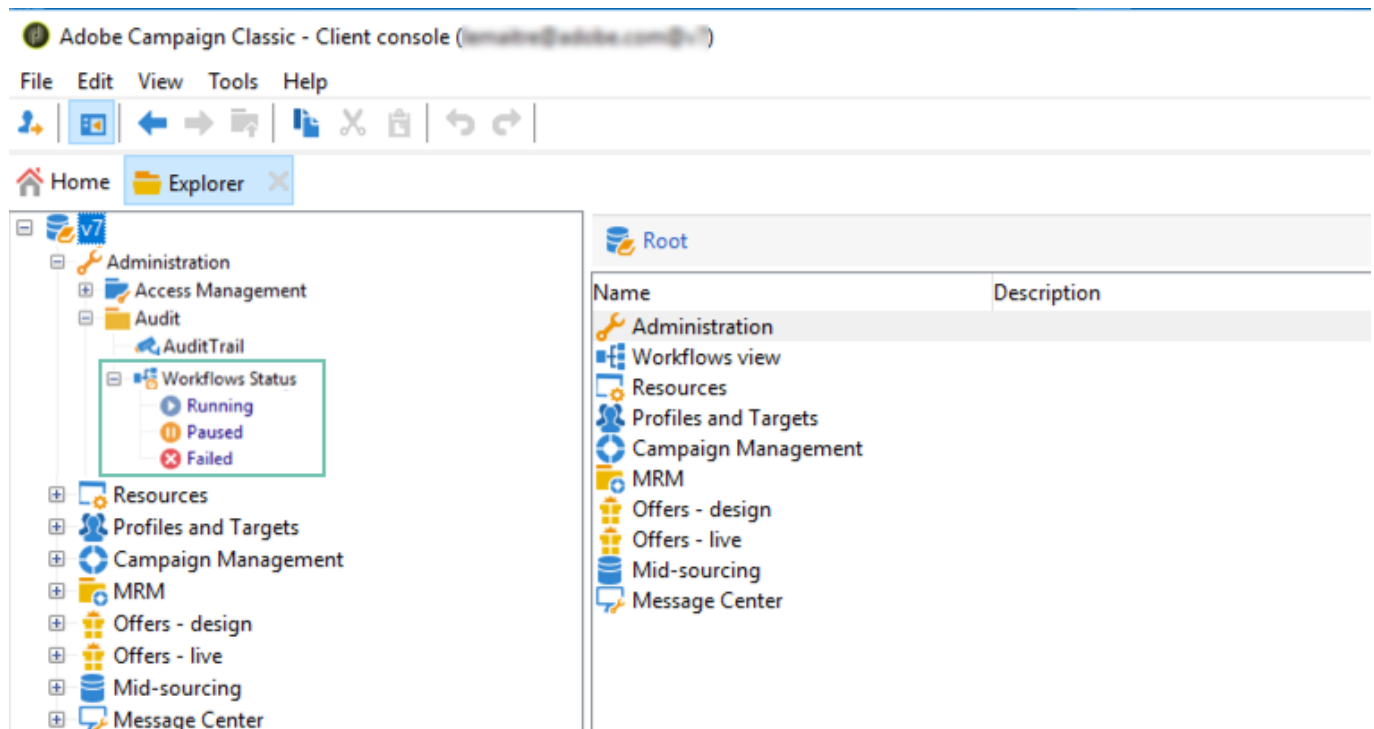 Adobe Campaign Classic - Client console (
File Edit View Tools Help
Home Explorer
v7
Administration
Access Management
Audit
AuditTrail
Workflows Status
Running
Paused
Failed
Resources
Profiles and Targets
Campaign Management
MRM
Offers - design
Offers - live
Mid-sourcing
Message Center
Root
Name Description
Administration
Workflows view
Resources
Profiles and Targets
Campaign Management
MRM
Offers - design
Offers - live
Mid-sourcing
Message Center